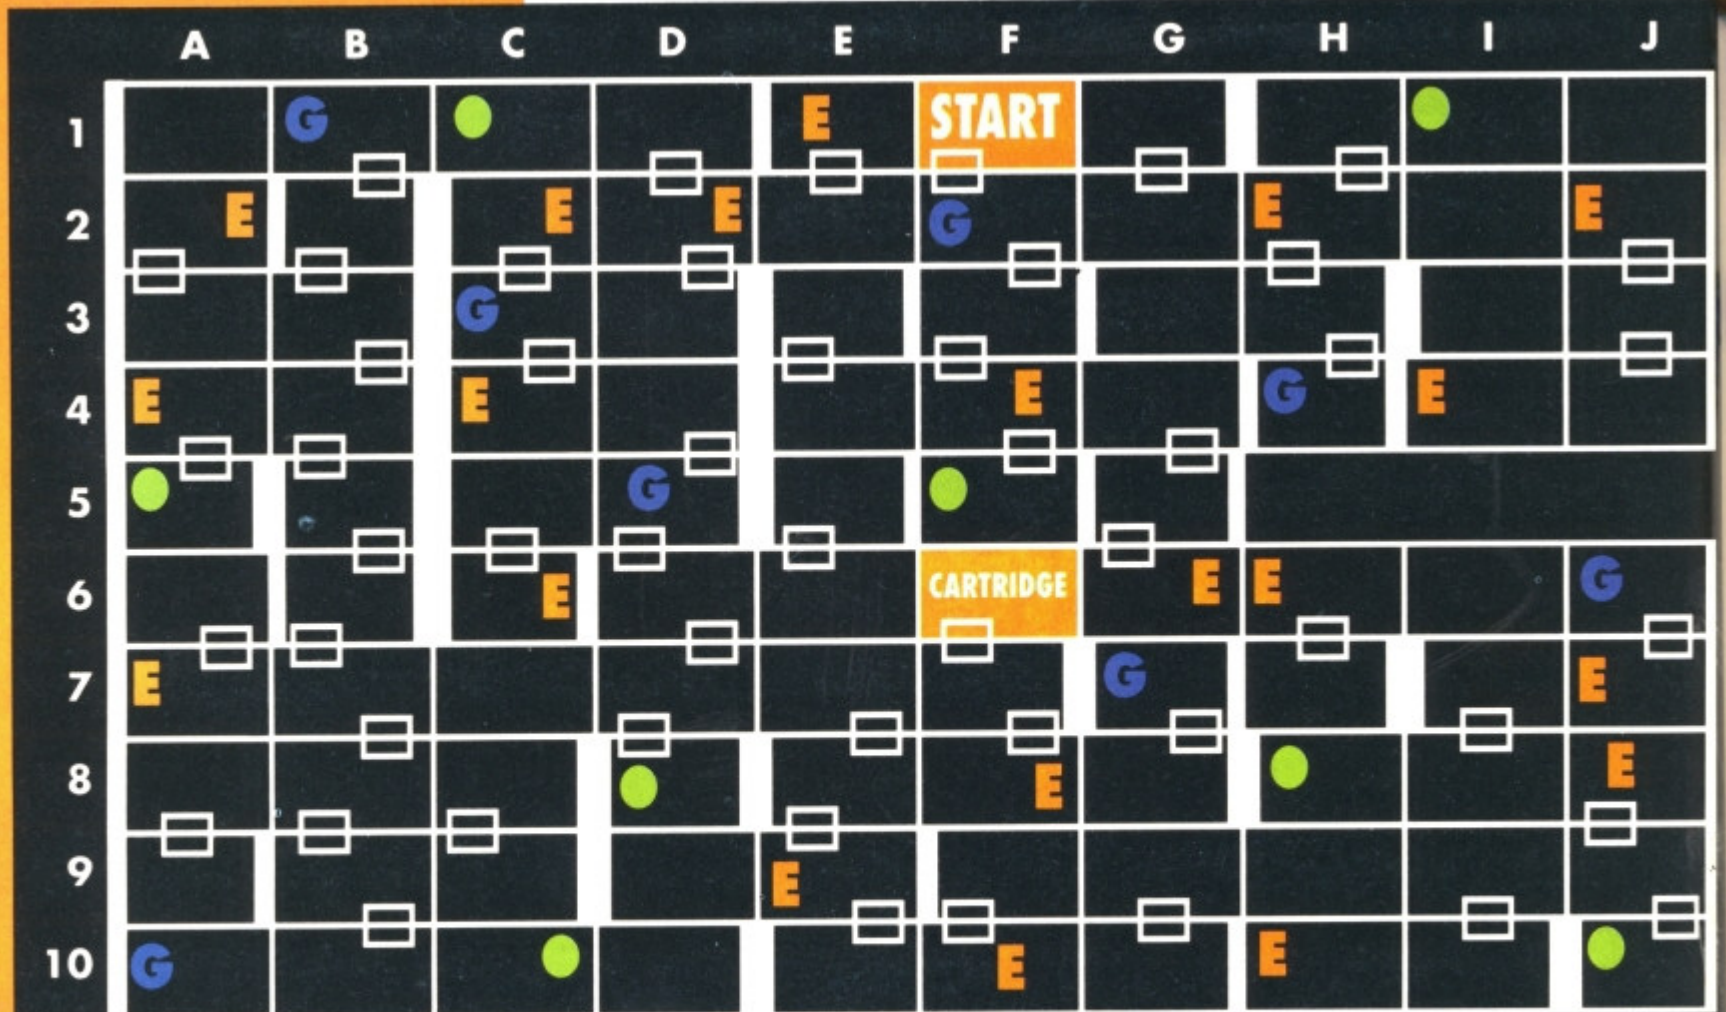 A B C D E F G H I J
1 G E START
2 E E E G E E
3 G
4 E E E G E
5 G
6 E CARTRIDGE E E G
7 E G E
8 E E
9 E
10 G E E